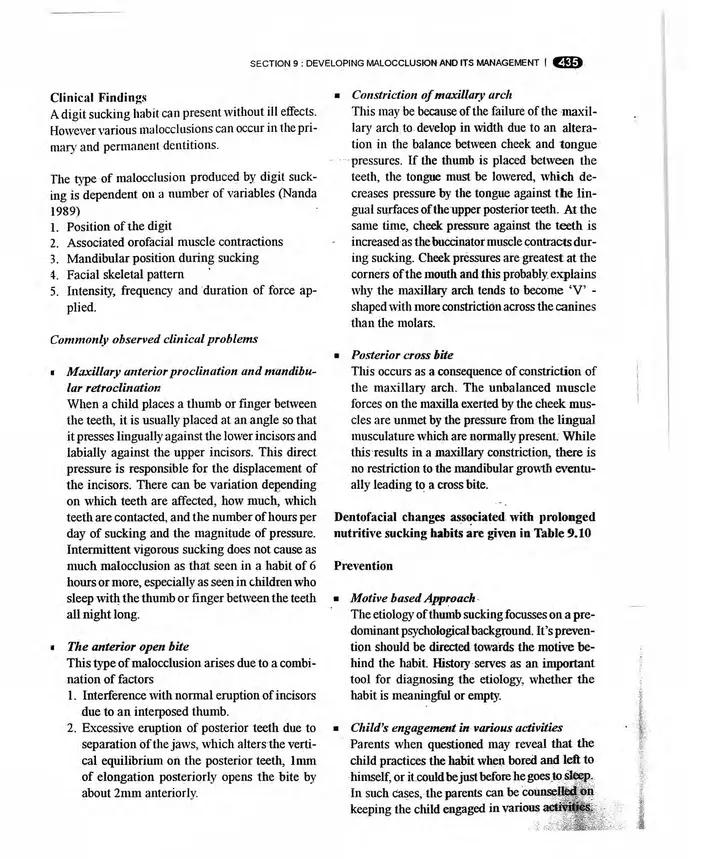 SECTION 9 : DEVELOPING MALOCCLUSION AND ITS MANAGEMENT | 435
Clinical Findings
A digit sucking habit can present without ill effects.
However various malocclusions can occur in the pri-
mary and permanent dentitions.
The type of malocclusion produced by digit suck-
ing is dependent on a number of variables (Nanda
1989)
1. Position of the digit
2. Associated orofacial muscle contractions
3. Mandibular position during sucking
4. Facial skeletal pattern
5. Intensity, frequency and duration of force ap-
plied.
Commonly observed clinical problems
▪ Maxillary anterior proclination and mandibu-
lar retroclination
When a child places a thumb or finger between
the teeth, it is usually placed at an angle so that
it presses lingually against the lower incisors and
labially against the upper incisors. This direct
pressure is responsible for the displacement of
the incisors. There can be variation depending
on which teeth are affected, how much, which
teeth are contacted, and the number of hours per
day of sucking and the magnitude of pressure.
Intermittent vigorous sucking does not cause as
much malocclusion as that seen in a habit of 6
hours or more, especially as seen in children who
sleep with the thumb or finger between the teeth
all night long.
▪ The anterior open bite
This type of malocclusion arises due to a combi-
nation of factors
1. Interference with normal eruption of incisors
due to an interposed thumb.
2. Excessive eruption of posterior teeth due to
separation of the jaws, which alters the verti-
cal equilibrium on the posterior teeth, 1mm
of elongation posteriorly opens the bite by
about 2mm anteriorly.
▪ Constriction of maxillary arch
This may be because of the failure of the maxil-
lary arch to develop in width due to an altera-
tion in the balance between cheek and tongue
pressures. If the thumb is placed between the
teeth, the tongue must be lowered, which de-
creases pressure by the tongue against the lin-
gual surfaces of the upper posterior teeth. At the
same time, cheek pressure against the teeth is
increased as the buccinator muscle contracts dur-
ing sucking. Cheek pressures are greatest at the
corners of the mouth and this probably explains
why the maxillary arch tends to become ‘V’ -
shaped with more constriction across the canines
than the molars.
▪ Posterior cross bite
This occurs as a consequence of constriction of
the maxillary arch. The unbalanced muscle
forces on the maxilla exerted by the cheek mus-
cles are unmet by the pressure from the lingual
musculature which are normally present. While
this results in a maxillary constriction, there is
no restriction to the mandibular growth eventu-
ally leading to a cross bite.
Dentofacial changes associated with prolonged
nutritive sucking habits are given in Table 9.10
Prevention
▪ Motive based Approach
The etiology of thumb sucking focusses on a pre-
dominant psychological background. It's preven-
tion should be directed towards the motive be-
hind the habit. History serves as an important
tool for diagnosing the etiology, whether the
habit is meaningful or empty.
▪ Child's engagement in various activities
Parents when questioned may reveal that the
child practices the habit when bored and left to
himself, or it could be just before he goes to sleep.
In such cases, the parents can be counselled on
keeping the child engaged in various activities.